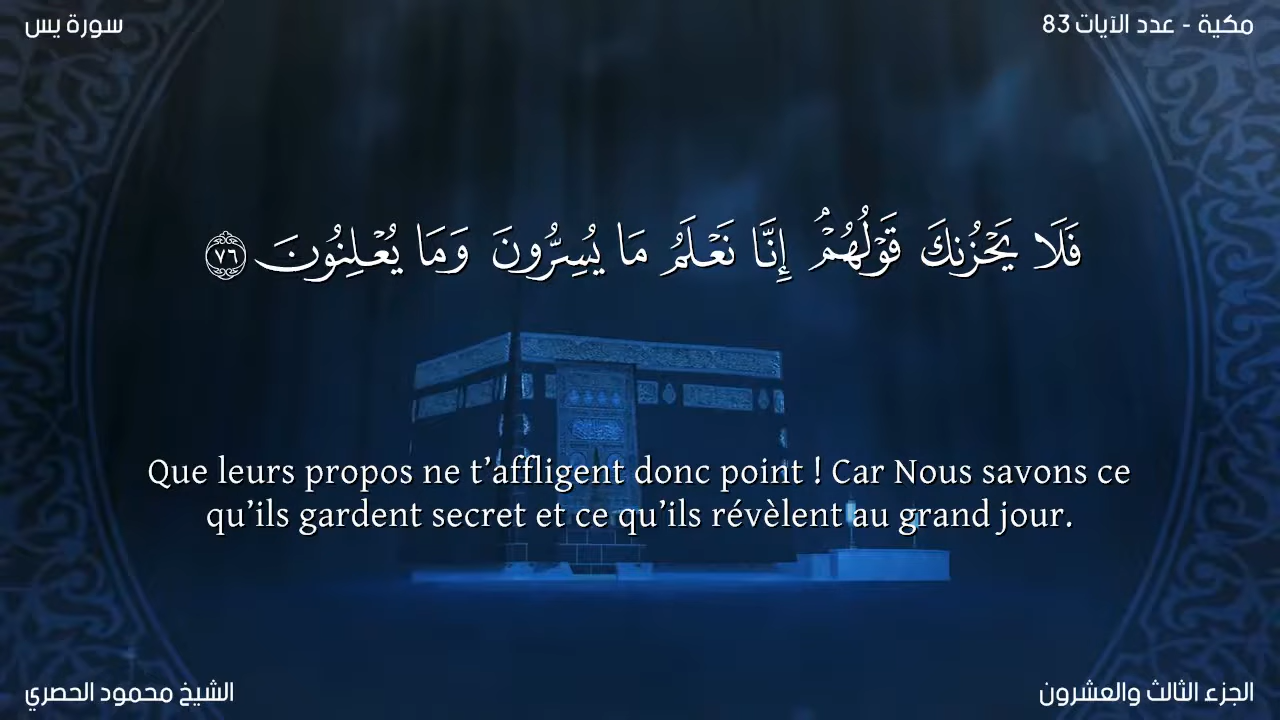 مكية - عدد الآيات 83
سورة يس
فَلَا يَحْزُنكَ قَوْلُهُمْ ۘ إِنَّا نَعْلَمُ مَا يُسِرُّونَ وَمَا يُعْلِنُونَ ٧٦
Que leurs propos ne t’affligent donc point ! Car Nous savons ce
qu’ils gardent secret et ce qu’ils révèlent au grand jour.
الجزء الثالث والعشرون
الشيخ محمود الحصري